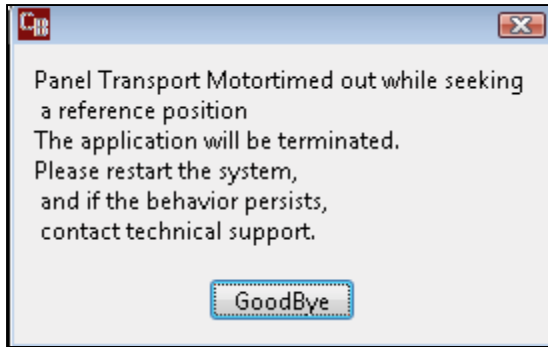 Panel Transport Motortimed out while seeking
a reference position
The application will be terminated.
Please restart the system,
and if the behavior persists,
contact technical support.
GoodBye